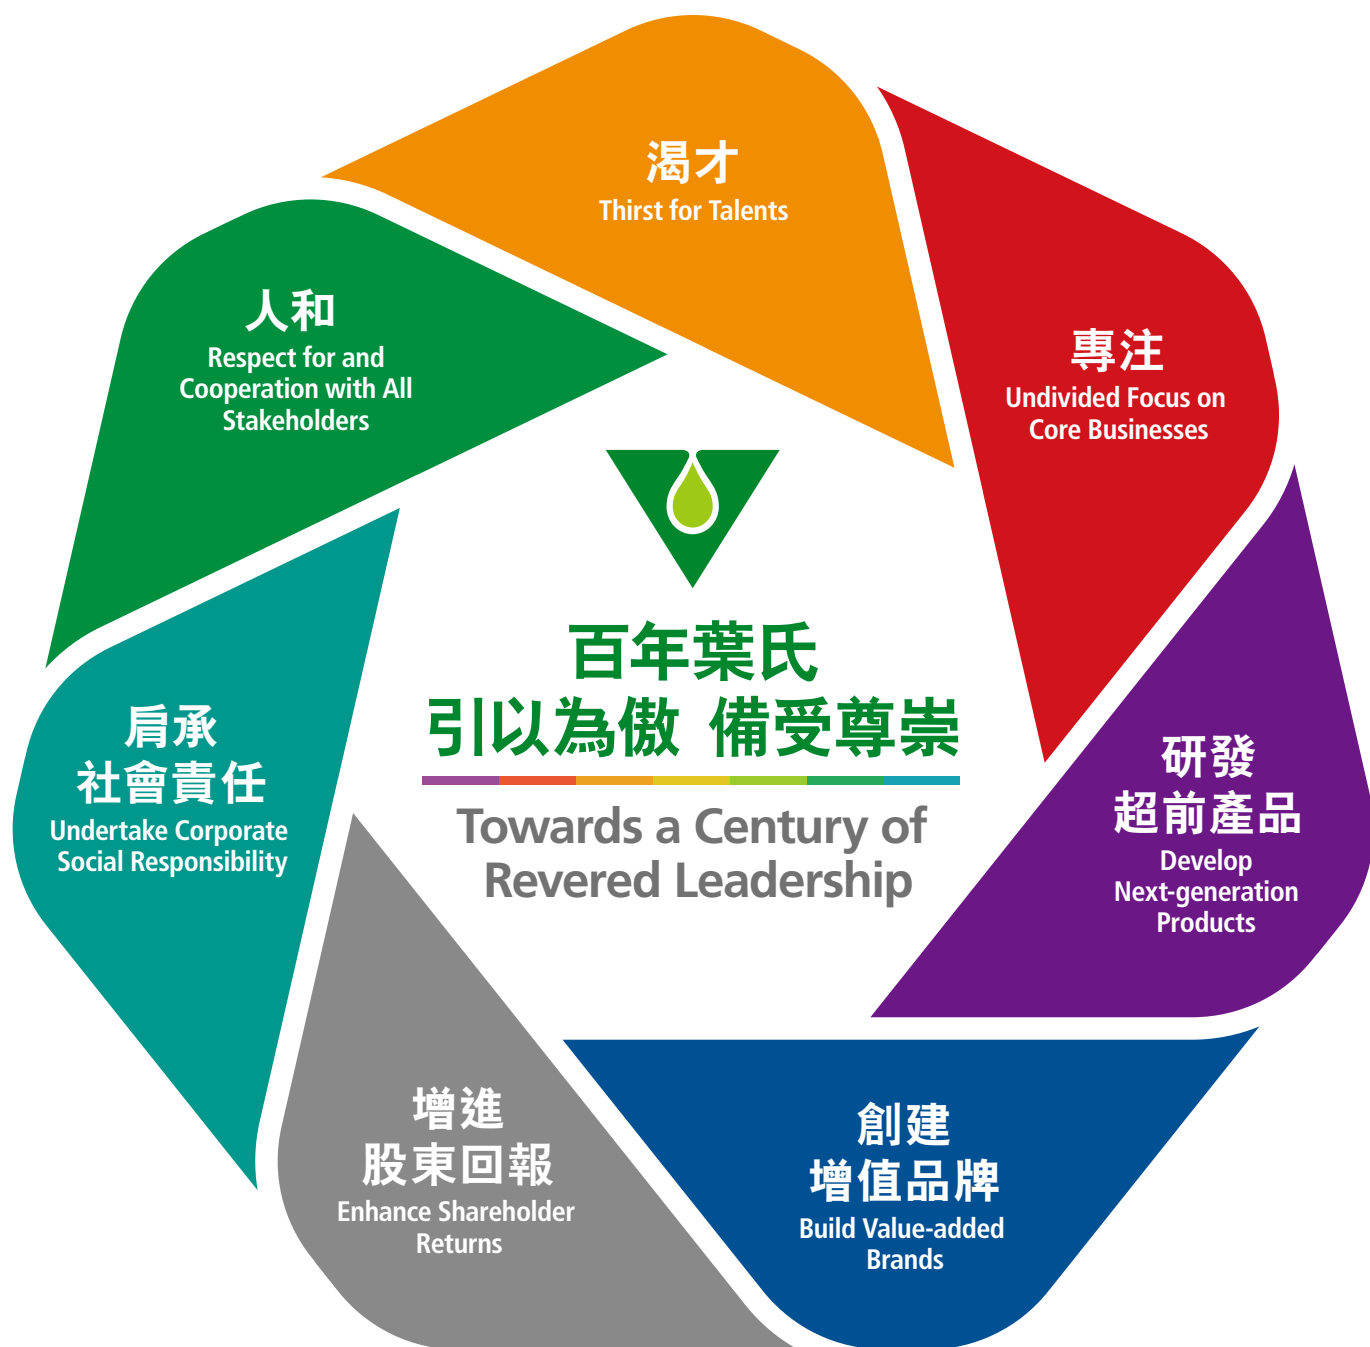 渴才
Thirst for Talents
專注
Undivided Focus on
Core Businesses
研發
超前產品
Develop
Next-generation
Products
創建
增值品牌
Build Value-added
Brands
增進
股東回報
Enhance Shareholder
Returns
肩承
社會責任
Undertake Corporate
Social Responsibility
人和
Respect for and
Cooperation with All
Stakeholders
百年葉氏
引以為傲 備受尊崇
Towards a Century of
Revered Leadership